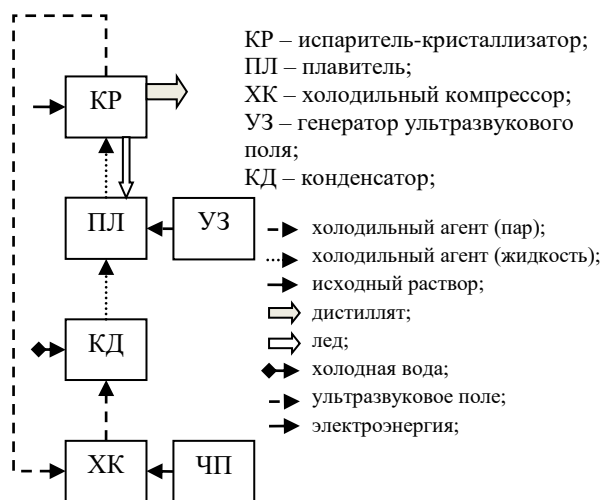 КР – испаритель-кристаллизатор;
ПЛ – плавитель;
ХК – холодильный компрессор;
УЗ – генератор ультразвукового
поля;
КД – конденсатор;
КР
ПЛ
УЗ
КД
ХК
ЧП
холодильный агент (пар);
холодильный агент (жидкость);
исходный раствор;
дистиллят;
лед;
холодная вода;
ультразвуковое поле;
электроэнергия;